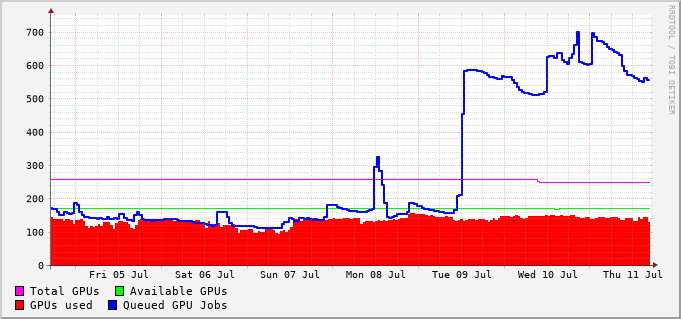 RRDTOOL / TOBI OETIKER
700
600
500
400
300
200
100
0
Fri 05 Jul Sat 06 Jul Sun 07 Jul Mon 08 Jul Tue 09 Jul Wed 10 Jul Thu 11 Jul
Total GPUs Available GPUs
GPUs used Queued GPU Jobs